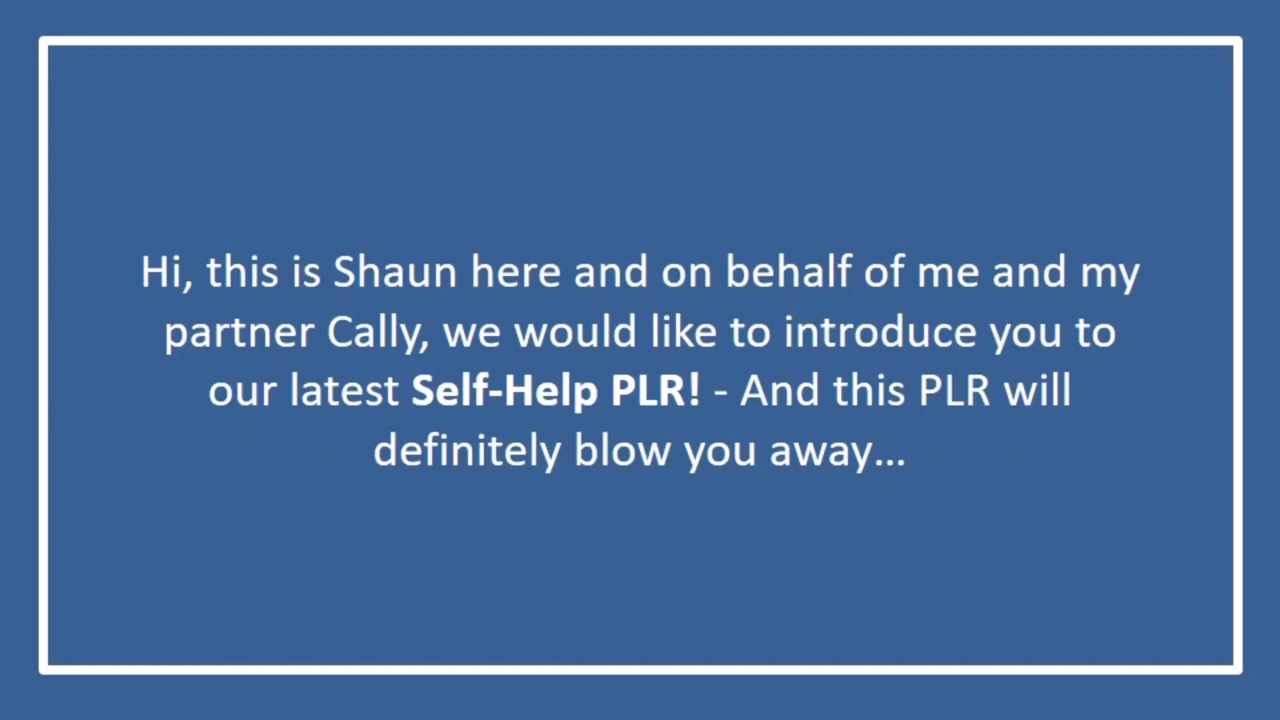 Hi, this is Shaun here and on behalf of me and my
partner Cally, we would like to introduce you to
our latest Self-Help PLR! - And this PLR will
definitely blow you away...